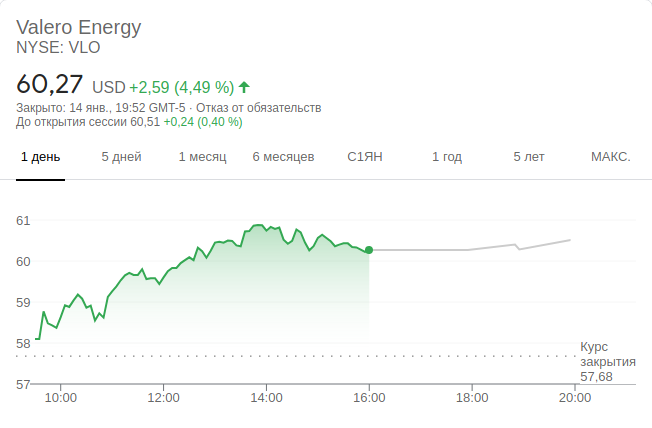 Valero Energy
NYSE: VLO
60,27 USD +2,59 (4,49 %)
Закрыто: 14 янв., 19:52 GMT-5 · Отказ от обязательств
До открытия сессии 60,51 +0,24 (0,40 %)
1 день 5 дней 1 месяц 6 месяцев С1ЯН 1 год 5 лет МАКС.
61
60
59
58
Курс
закрытия
57,68
57
10:00 12:00 14:00 16:00 18:00 20:00